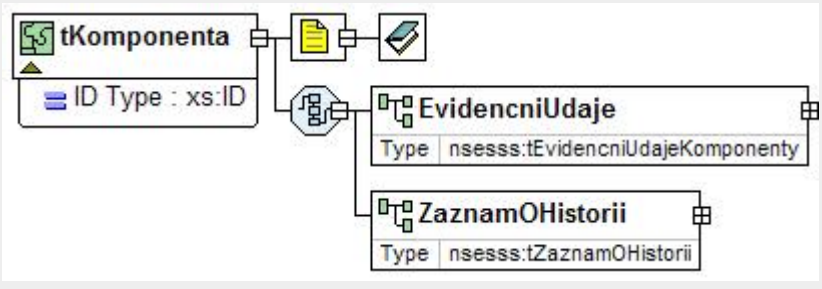 tKomponenta
ID Type : xs:ID
EvidencniUdaje
Type nsesss:tEvidencniUdajeKomponenty
ZaznamOHistorii
Type nsesss:tZaznamOHistorii